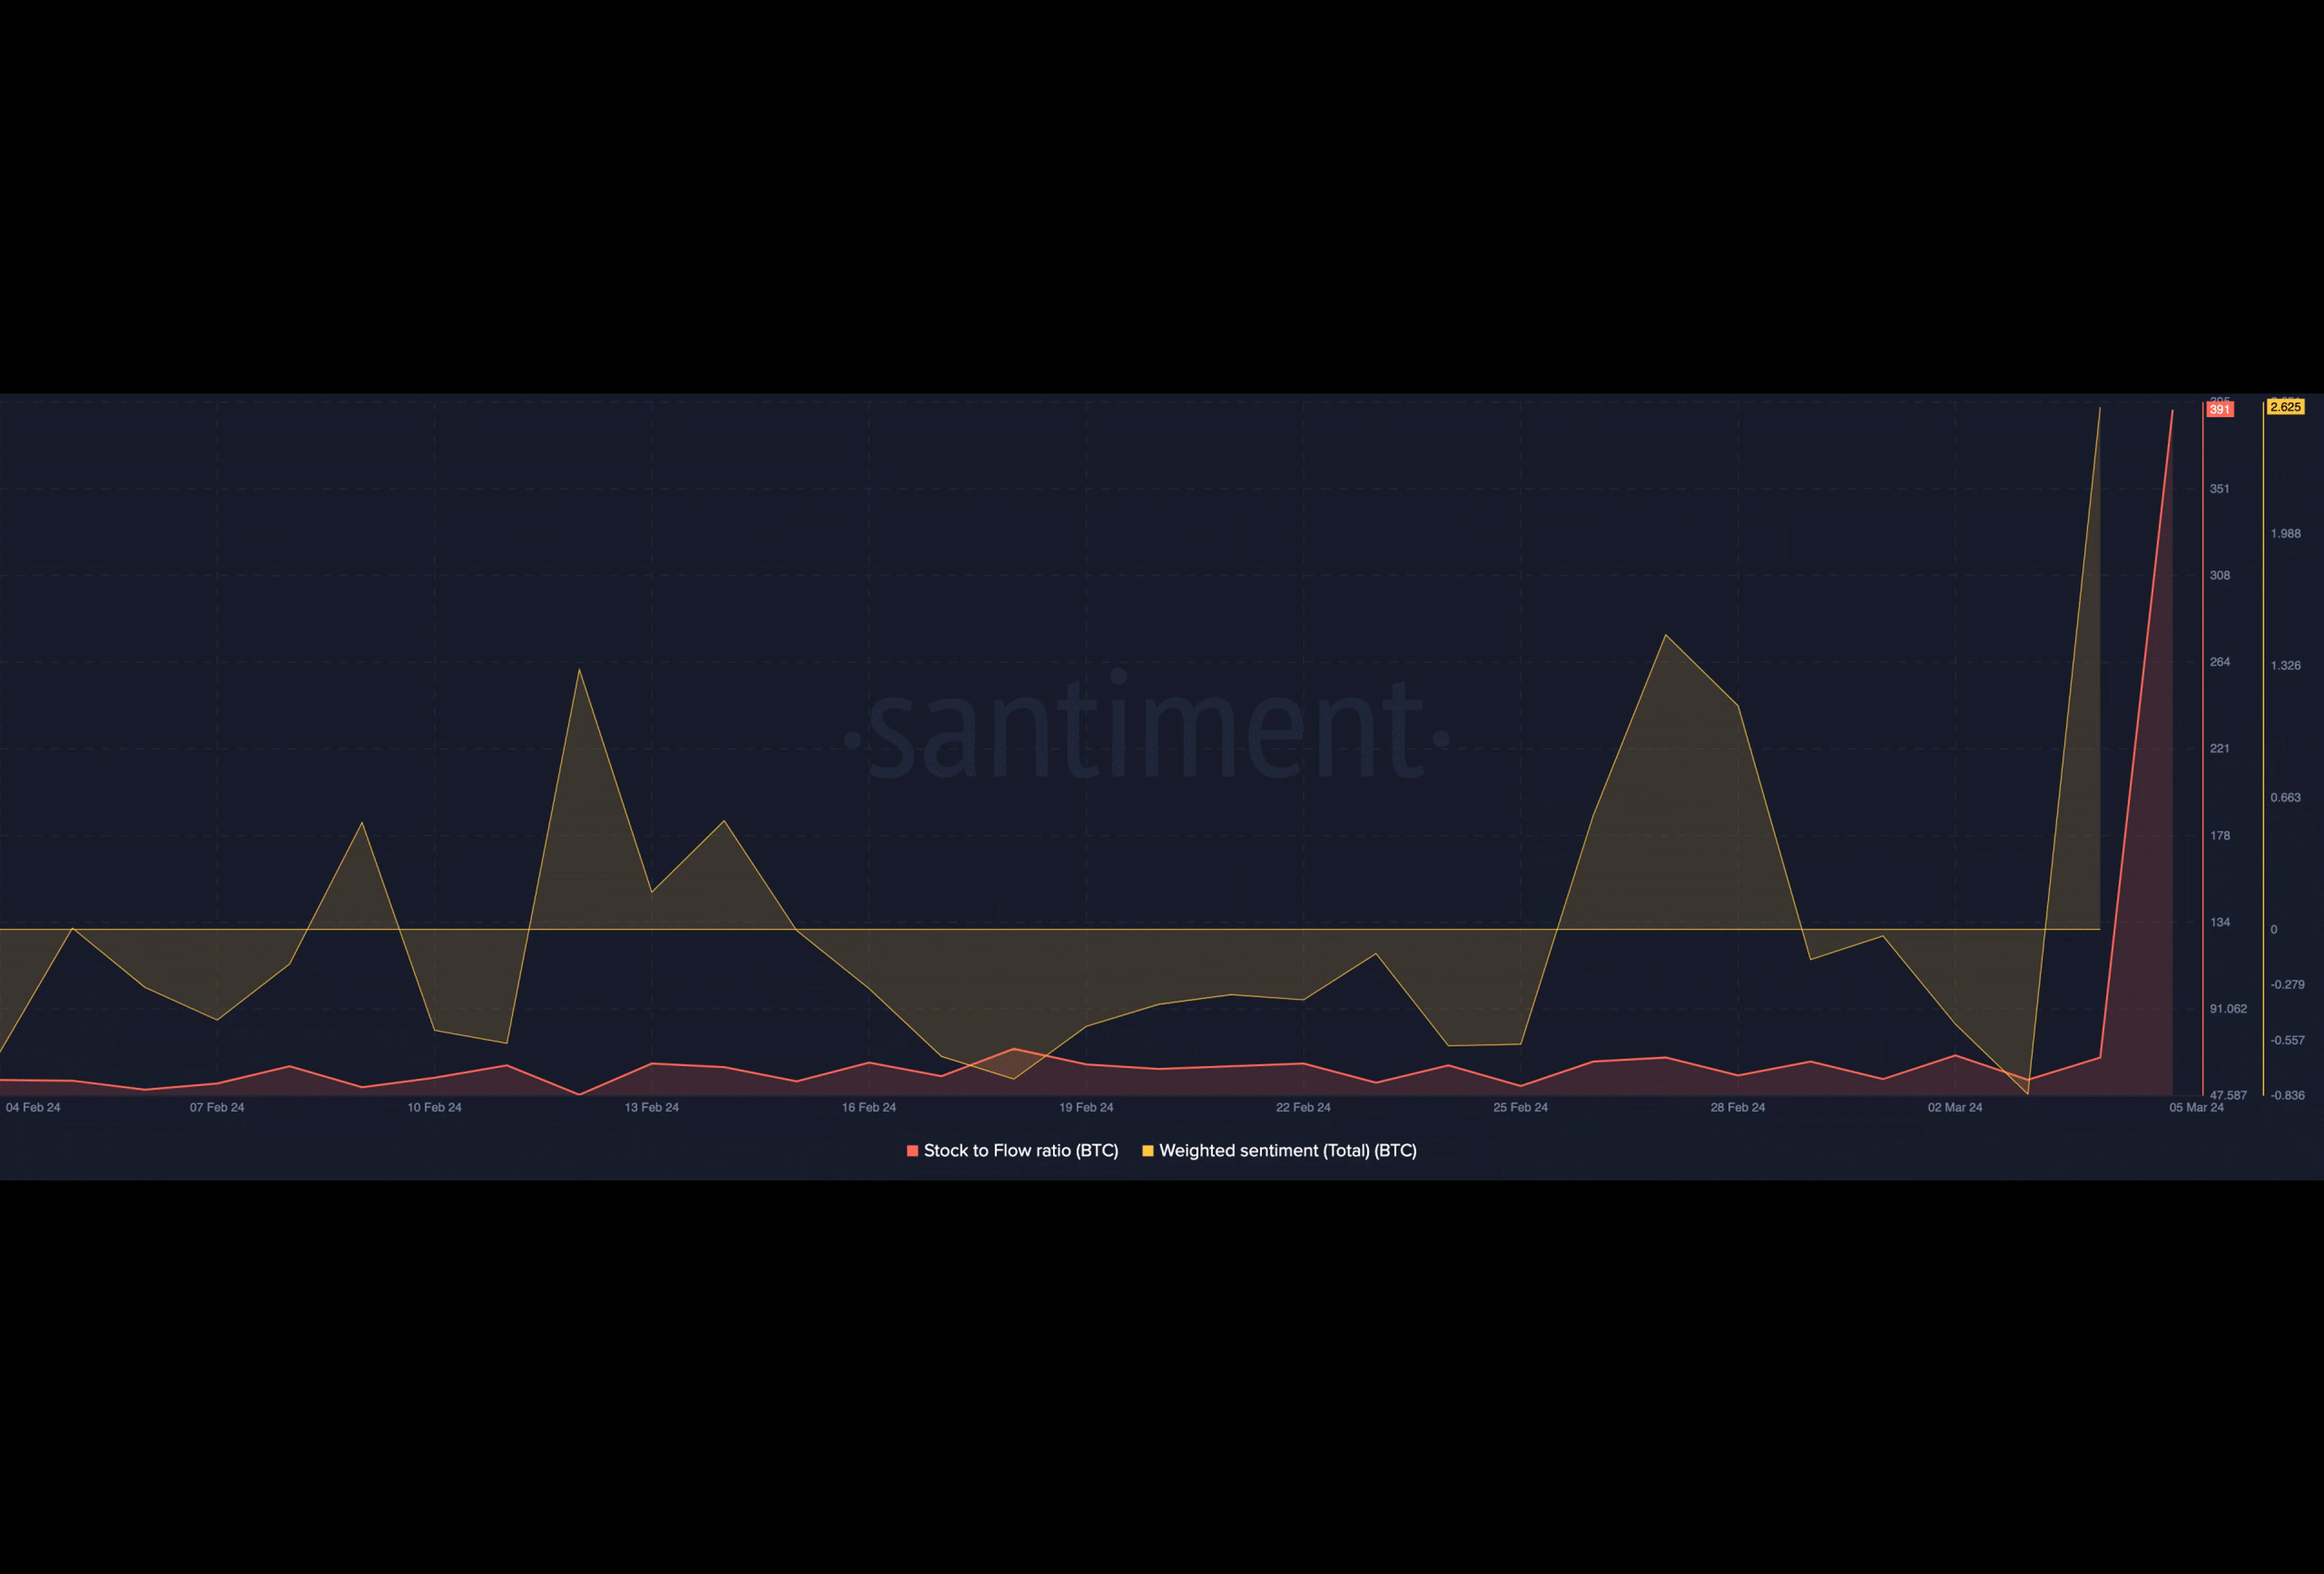 391
2.625
351
1.988
308
264
1.326
221
0.663
178
134
0
-0.279
91.062
-0.557
47.587
-0.836
·santiment·
04 Feb 24
07 Feb 24
10 Feb 24
13 Feb 24
16 Feb 24
19 Feb 24
22 Feb 24
25 Feb 24
28 Feb 24
02 Mar 24
05 Mar 24
Stock to Flow ratio (BTC)
Weighted sentiment (Total) (BTC)